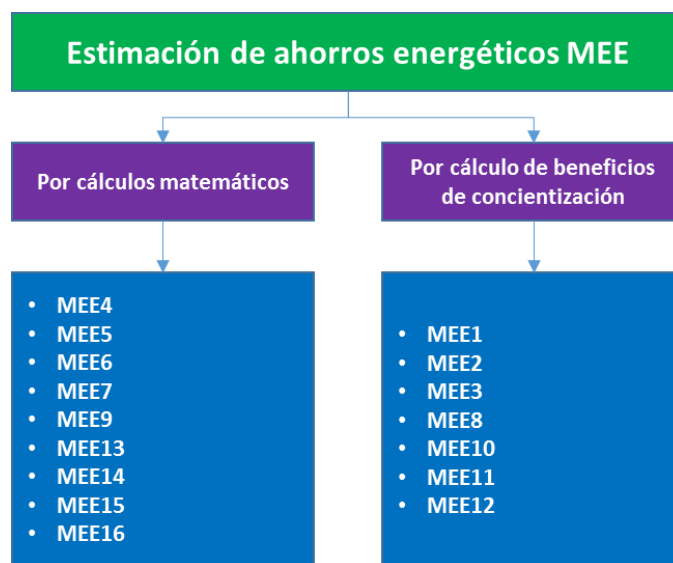 Estimación de ahorros energéticos MEE
Por cálculos matemáticos
Por cálculo de beneficios
de concientización
• MEE4
• MEE5
• MEE6
• MEE7
• MEE9
• MEE13
• MEE14
• MEE15
• MEE16
• MEE1
• MEE2
• MEE3
• MEE8
• MEE10
• MEE11
• MEE12